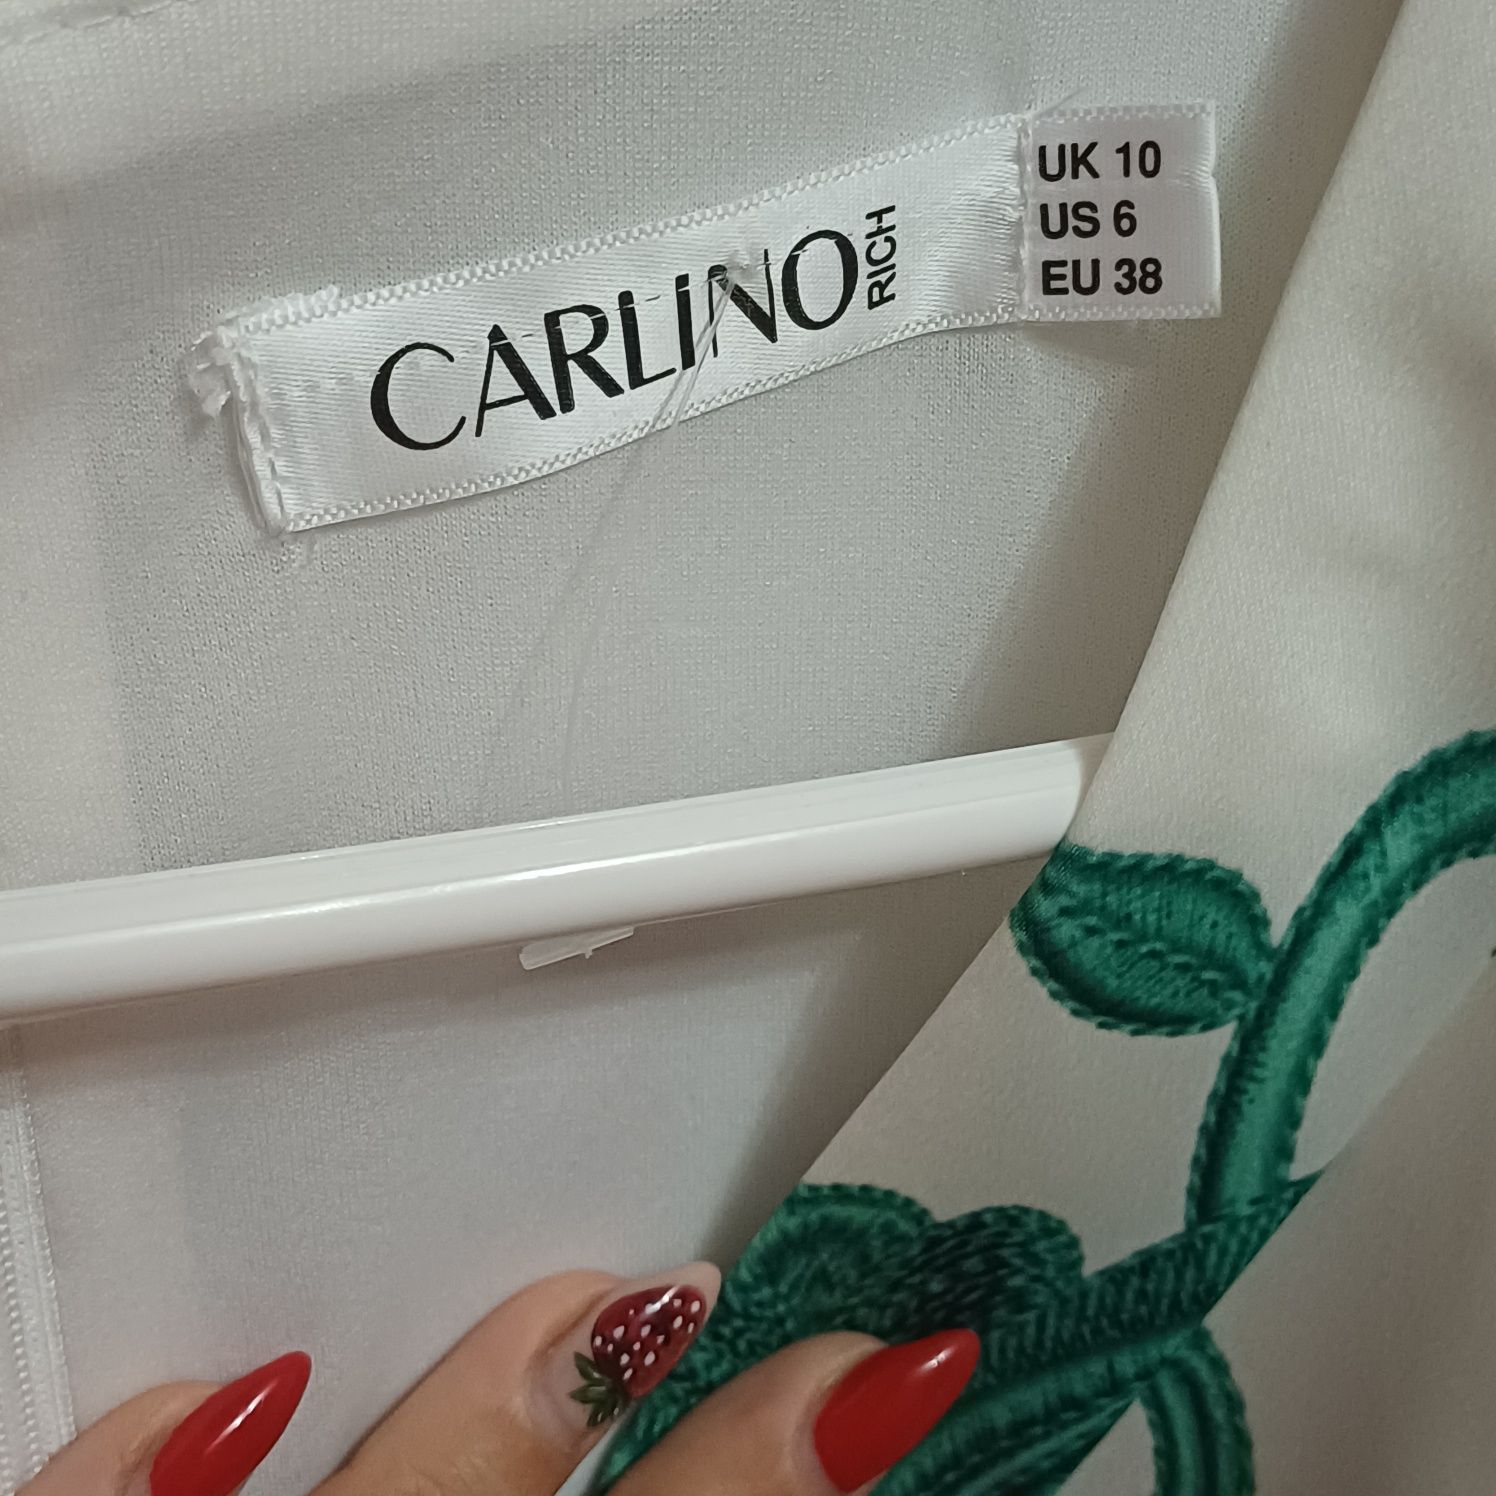 CARLINO RICH
UK 10
US 6
EU 38